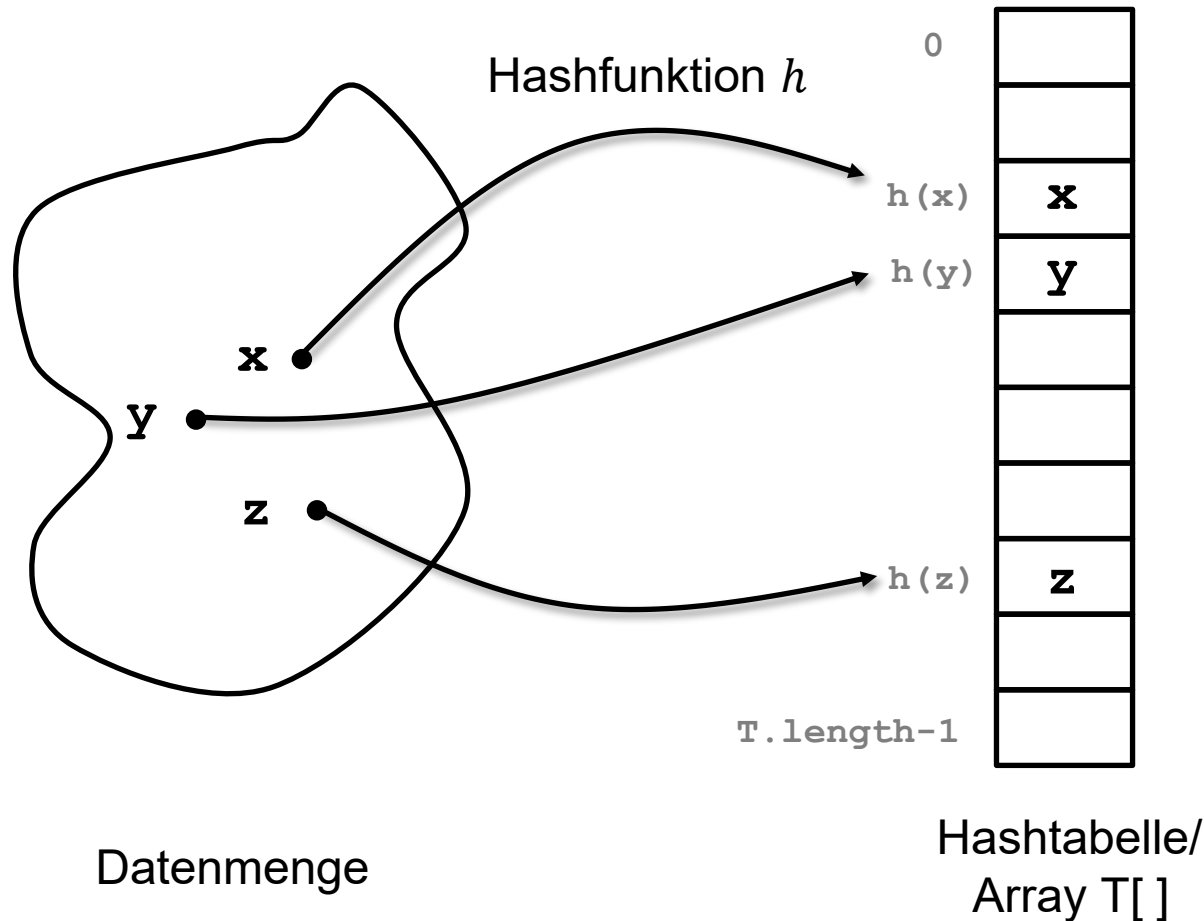 0
Hashfunktion h
h(x) x
h(y) y
x
y
z
h(z) z
T.length-1
Datenmenge
Hashtabelle/
Array T[ ]